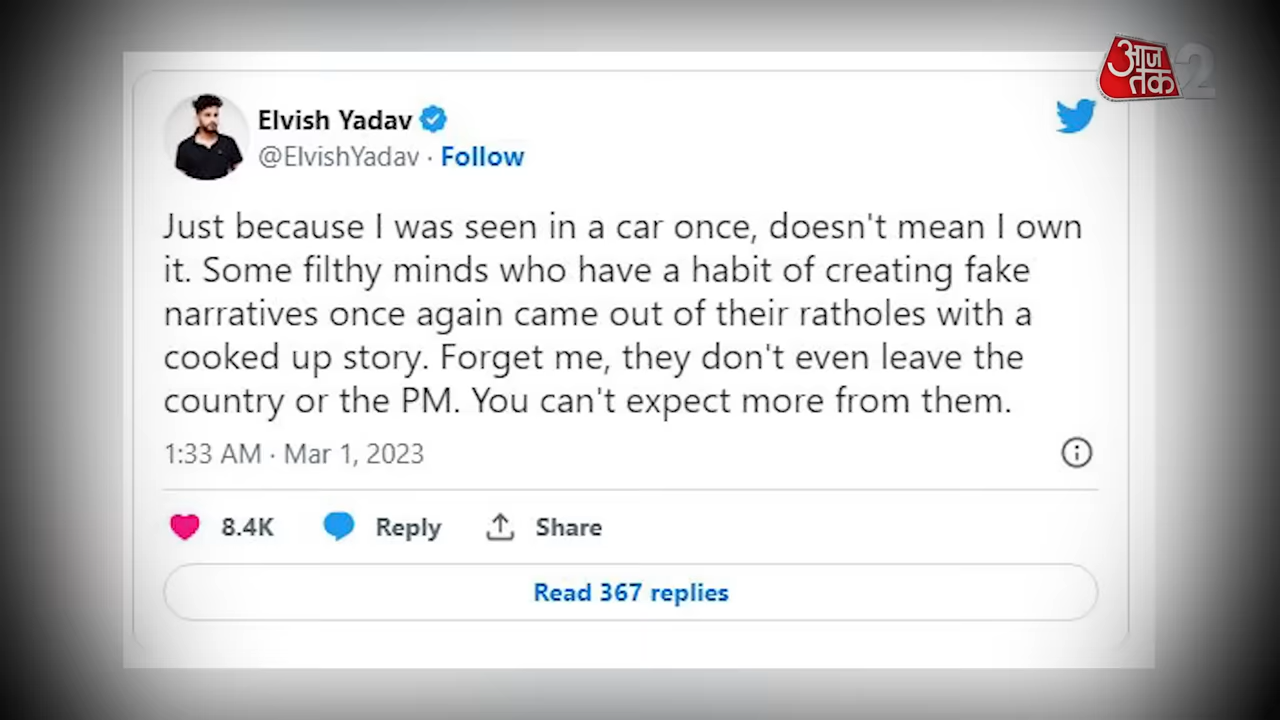 आज
तक 2
Elvish Yadav
@ElvishYadav · Follow
Just because I was seen in a car once, doesn't mean I own
it. Some filthy minds who have a habit of creating fake
narratives once again came out of their ratholes with a
cooked up story. Forget me, they don't even leave the
country or the PM. You can't expect more from them.
1:33 AM · Mar 1, 2023
8.4K Reply Share
Read 367 replies